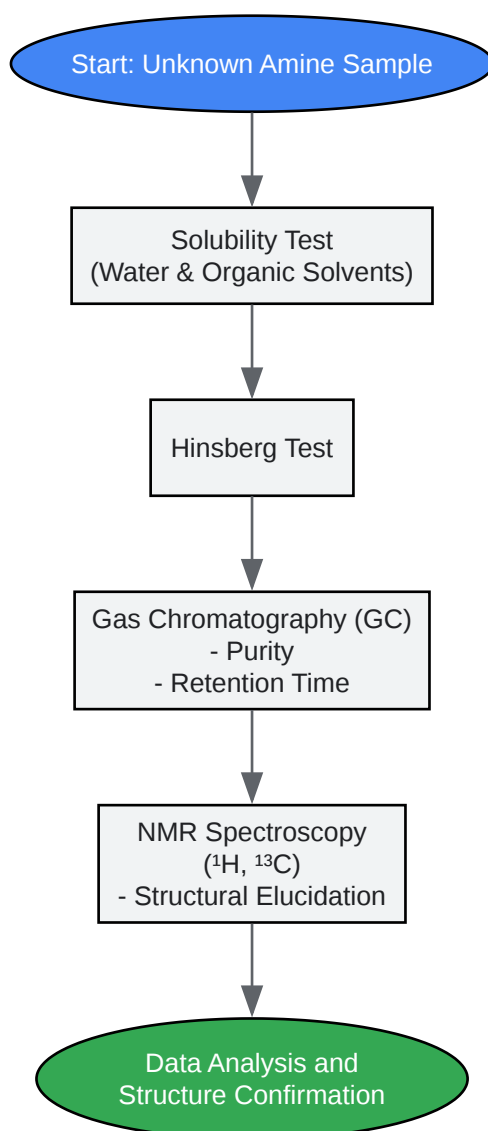 Start: Unknown Amine Sample
Solubility Test
(Water & Organic Solvents)
Hinsberg Test
Gas Chromatography (GC)
- Purity
- Retention Time
NMR Spectroscopy
(¹H, ¹³C)
- Structural Elucidation
Data Analysis and
Structure Confirmation